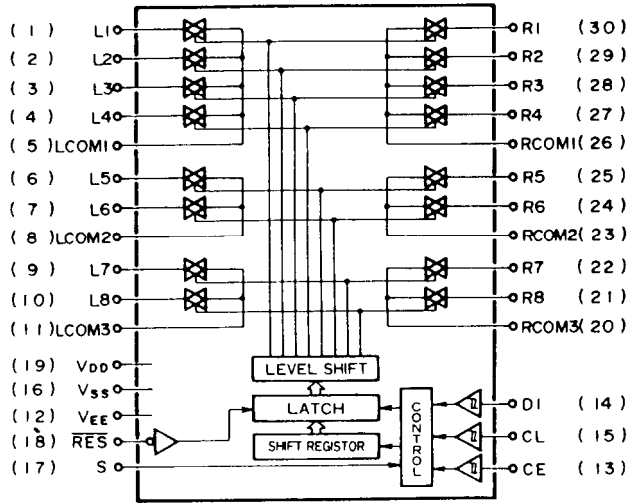 (1) L1 R1 (30)
(2) L2 R2 (29)
(3) L3 R3 (28)
(4) L4 R4 (27)
(5) LCOM1 RCOM1 (26)
(6) L5 R5 (25)
(7) L6 R6 (24)
(8) LCOM2 RCOM2 (23)
(9) L7 R7 (22)
(10) L8 R8 (21)
(11) LCOM3 RCOM3 (20)
(19) VDD LEVEL SHIFT
(16) VSS
(12) VEE LATCH DI (14)
(18) RES SHIFT REGISTOR CONTROL CL (15)
(17) S CE (13)